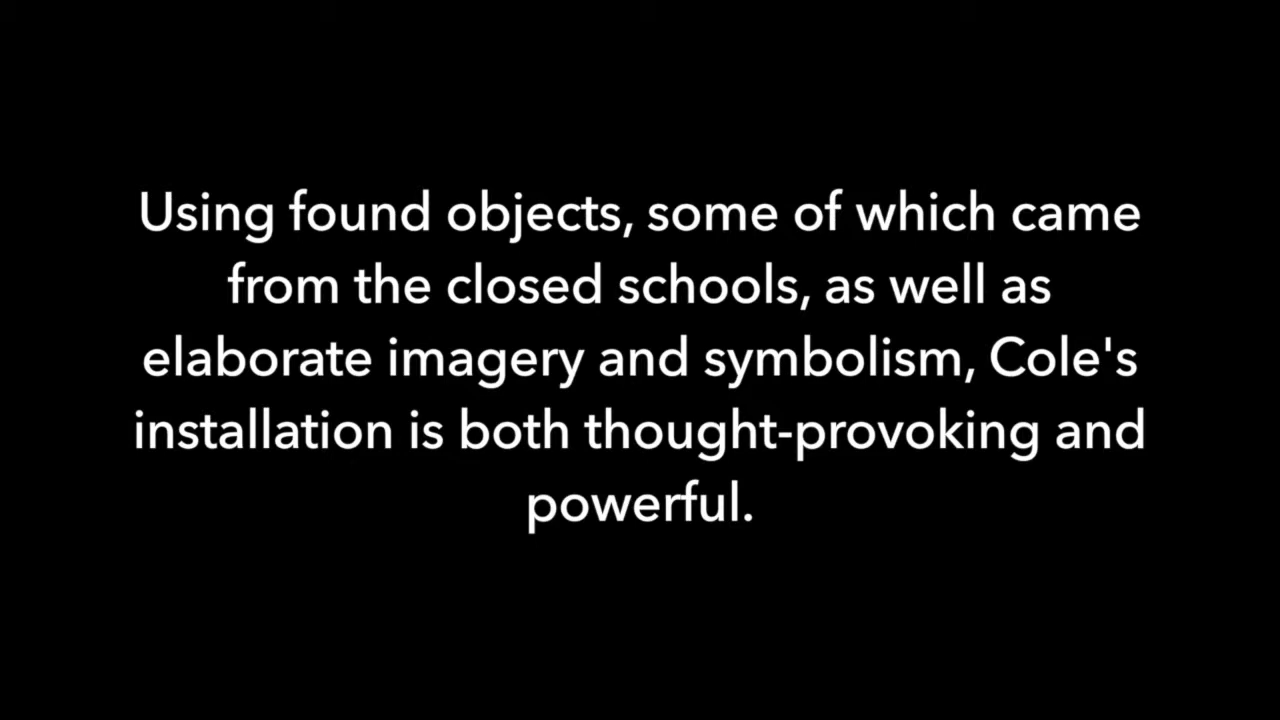 Using found objects, some of which came
from the closed schools, as well as
elaborate imagery and symbolism, Cole's
installation is both thought-provoking and
powerful.